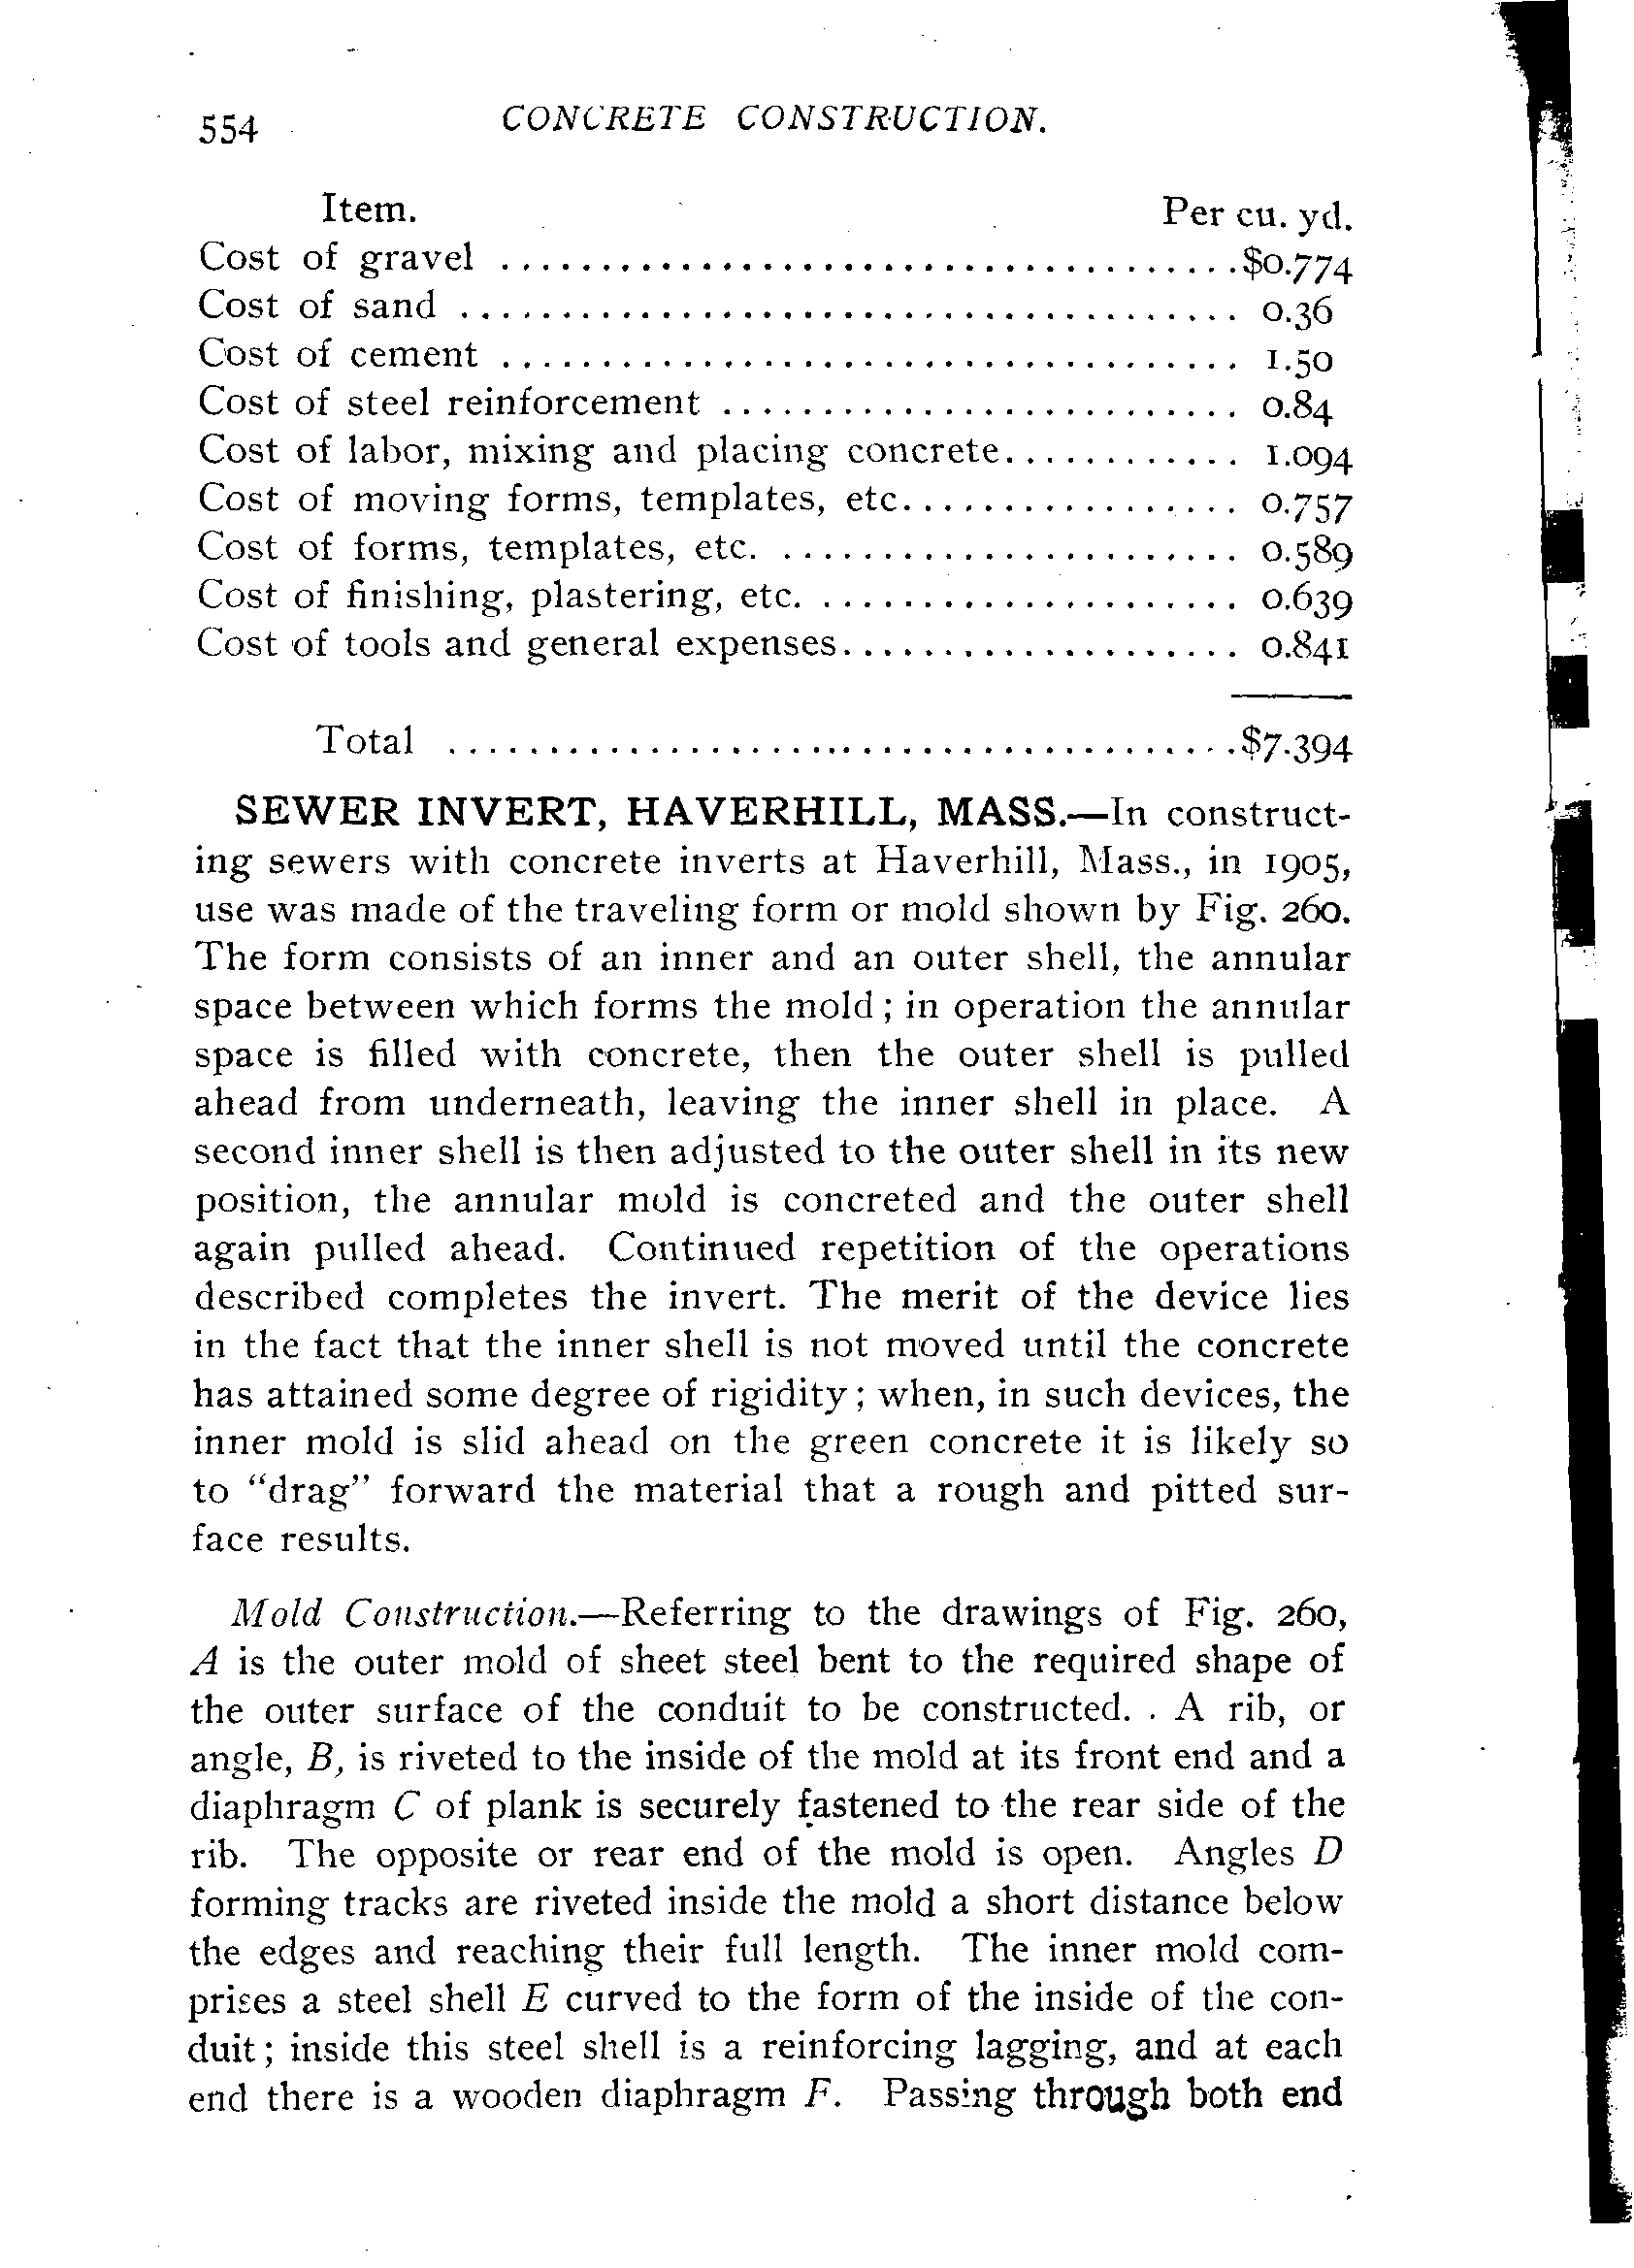 554 CONCRETE CONSTRUCTION.
Item. Per cu. yd.
Cost of gravel .....................................$0.774
Cost of sand ....................................... 0.36
Cost of cement ..................................... 1.50
Cost of steel reinforcement .......................... 0.84
Cost of labor, mixing and placing concrete............ 1.094
Cost of moving forms, templates, etc................. 0.757
Cost of forms, templates, etc. ....................... 0.589
Cost of finishing, plastering, etc. ..................... 0.639
Cost of tools and general expenses.................... 0.841
Total .......................................$7.394
SEWER INVERT, HAVERHILL, MASS.—In construct-
ing sewers with concrete inverts at Haverhill, Mass., in 1905,
use was made of the traveling form or mold shown by Fig. 260.
The form consists of an inner and an outer shell, the annular
space between which forms the mold; in operation the annular
space is filled with concrete, then the outer shell is pulled
ahead from underneath, leaving the inner shell in place. A
second inner shell is then adjusted to the outer shell in its new
position, the annular mold is concreted and the outer shell
again pulled ahead. Continued repetition of the operations
described completes the invert. The merit of the device lies
in the fact that the inner shell is not moved until the concrete
has attained some degree of rigidity; when, in such devices, the
inner mold is slid ahead on the green concrete it is likely so
to "drag" forward the material that a rough and pitted sur-
face results.
Mold Construction.—Referring to the drawings of Fig. 260,
A is the outer mold of sheet steel bent to the required shape of
the outer surface of the conduit to be constructed. A rib, or
angle, B, is riveted to the inside of the mold at its front end and a
diaphragm C of plank is securely fastened to the rear side of the
rib. The opposite or rear end of the mold is open. Angles D
forming tracks are riveted inside the mold a short distance below
the edges and reaching their full length. The inner mold com-
prises a steel shell E curved to the form of the inside of the con-
duit; inside this steel shell is a reinforcing lagging, and at each
end there is a wooden diaphragm F. Passing through both end